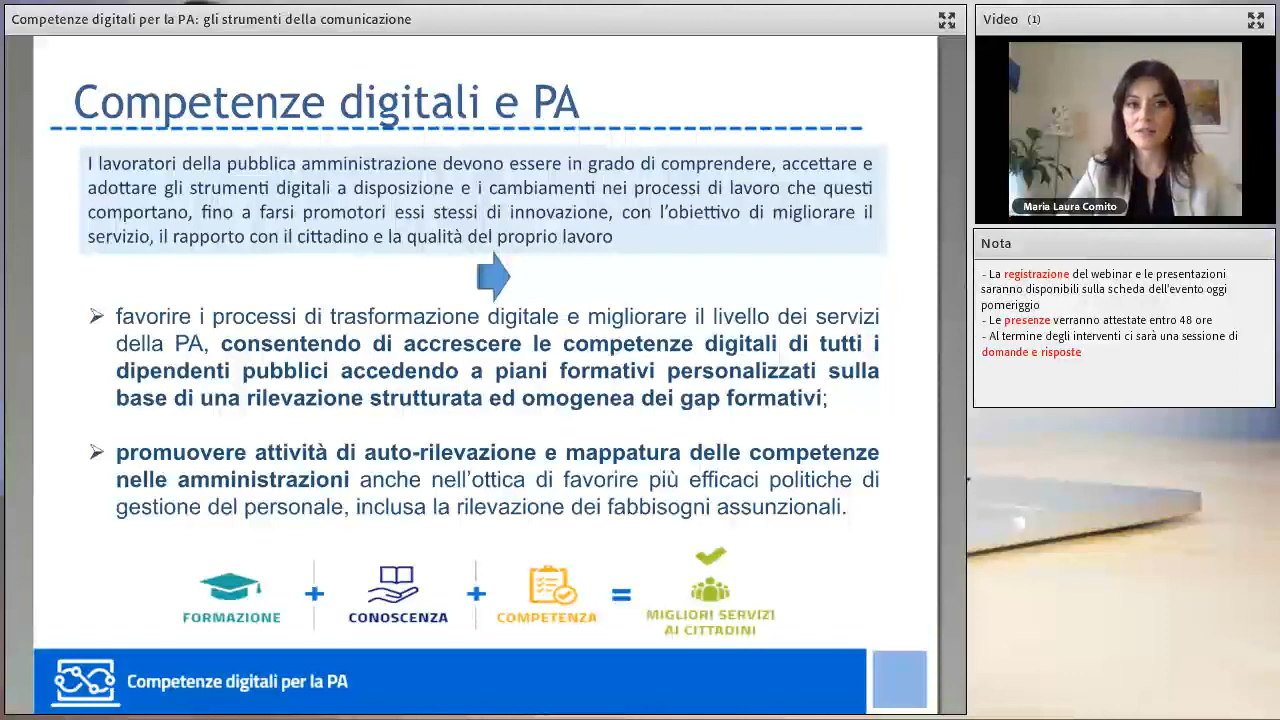 Competenze digitali per la PA: gli strumenti della comunicazione
Competenze digitali e PA
I lavoratori della pubblica amministrazione devono essere in grado di comprendere, accettare e
adottare gli strumenti digitali a disposizione e i cambiamenti nei processi di lavoro che questi
comportano, fino a farsi promotori essi stessi di innovazione, con l'obiettivo di migliorare il
servizio, il rapporto con il cittadino e la qualità del proprio lavoro
➢ favorire i processi di trasformazione digitale e migliorare il livello dei servizi
della PA, consentendo di accrescere le competenze digitali di tutti i
dipendenti pubblici accedendo a piani formativi personalizzati sulla
base di una rilevazione strutturata ed omogenea dei gap formativi;
➢ promuovere attività di auto-rilevazione e mappatura delle competenze
nelle amministrazioni anche nell'ottica di favorire più efficaci politiche di
gestione del personale, inclusa la rilevazione dei fabbisogni assunzionali.
FORMAZIONE + CONOSCENZA + COMPETENZA = MIGLIORI SERVIZI
AI CITTADINI
Competenze digitali per la PA
Video (1)
Maria Laura Comito
Nota
- La registrazione del webinar e le presentazioni
saranno disponibili sulla scheda dell'evento oggi
pomeriggio
- Le presenze verranno attestate entro 48 ore
- Al termine degli interventi ci sarà una sessione di
domande e risposte